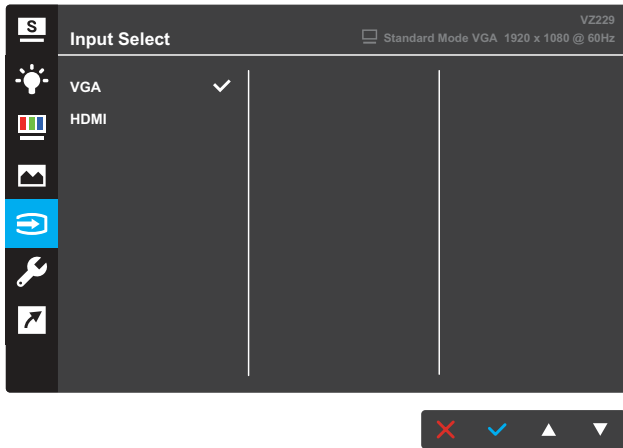 S
VZ229
Input Select
Standard Mode VGA 1920 x 1080 @ 60Hz
VGA
HDMI